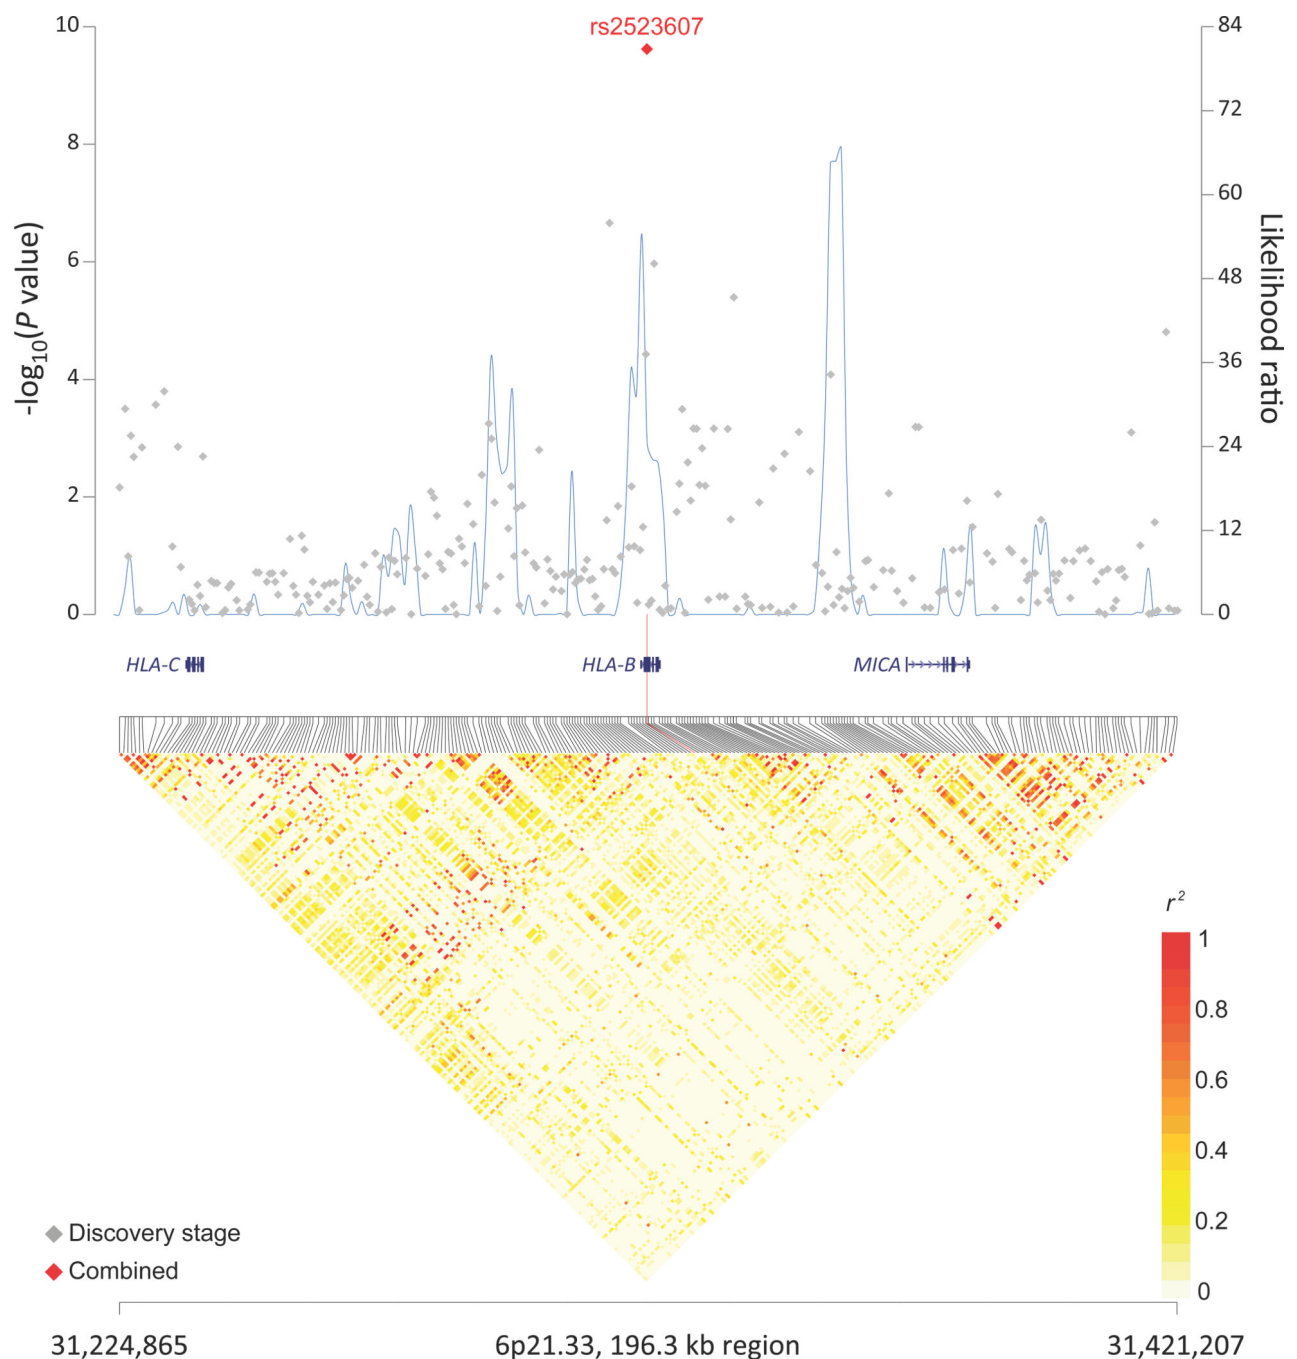 rs2523607
10
8
6
4
2
0
-log10(P value)
84
72
60
48
36
24
12
0
Likelihood ratio
HLA-C
HLA-B
MICA
r²
1
0.8
0.6
0.4
0.2
0
Discovery stage
Combined
31,224,865
6p21.33, 196.3 kb region
31,421,207